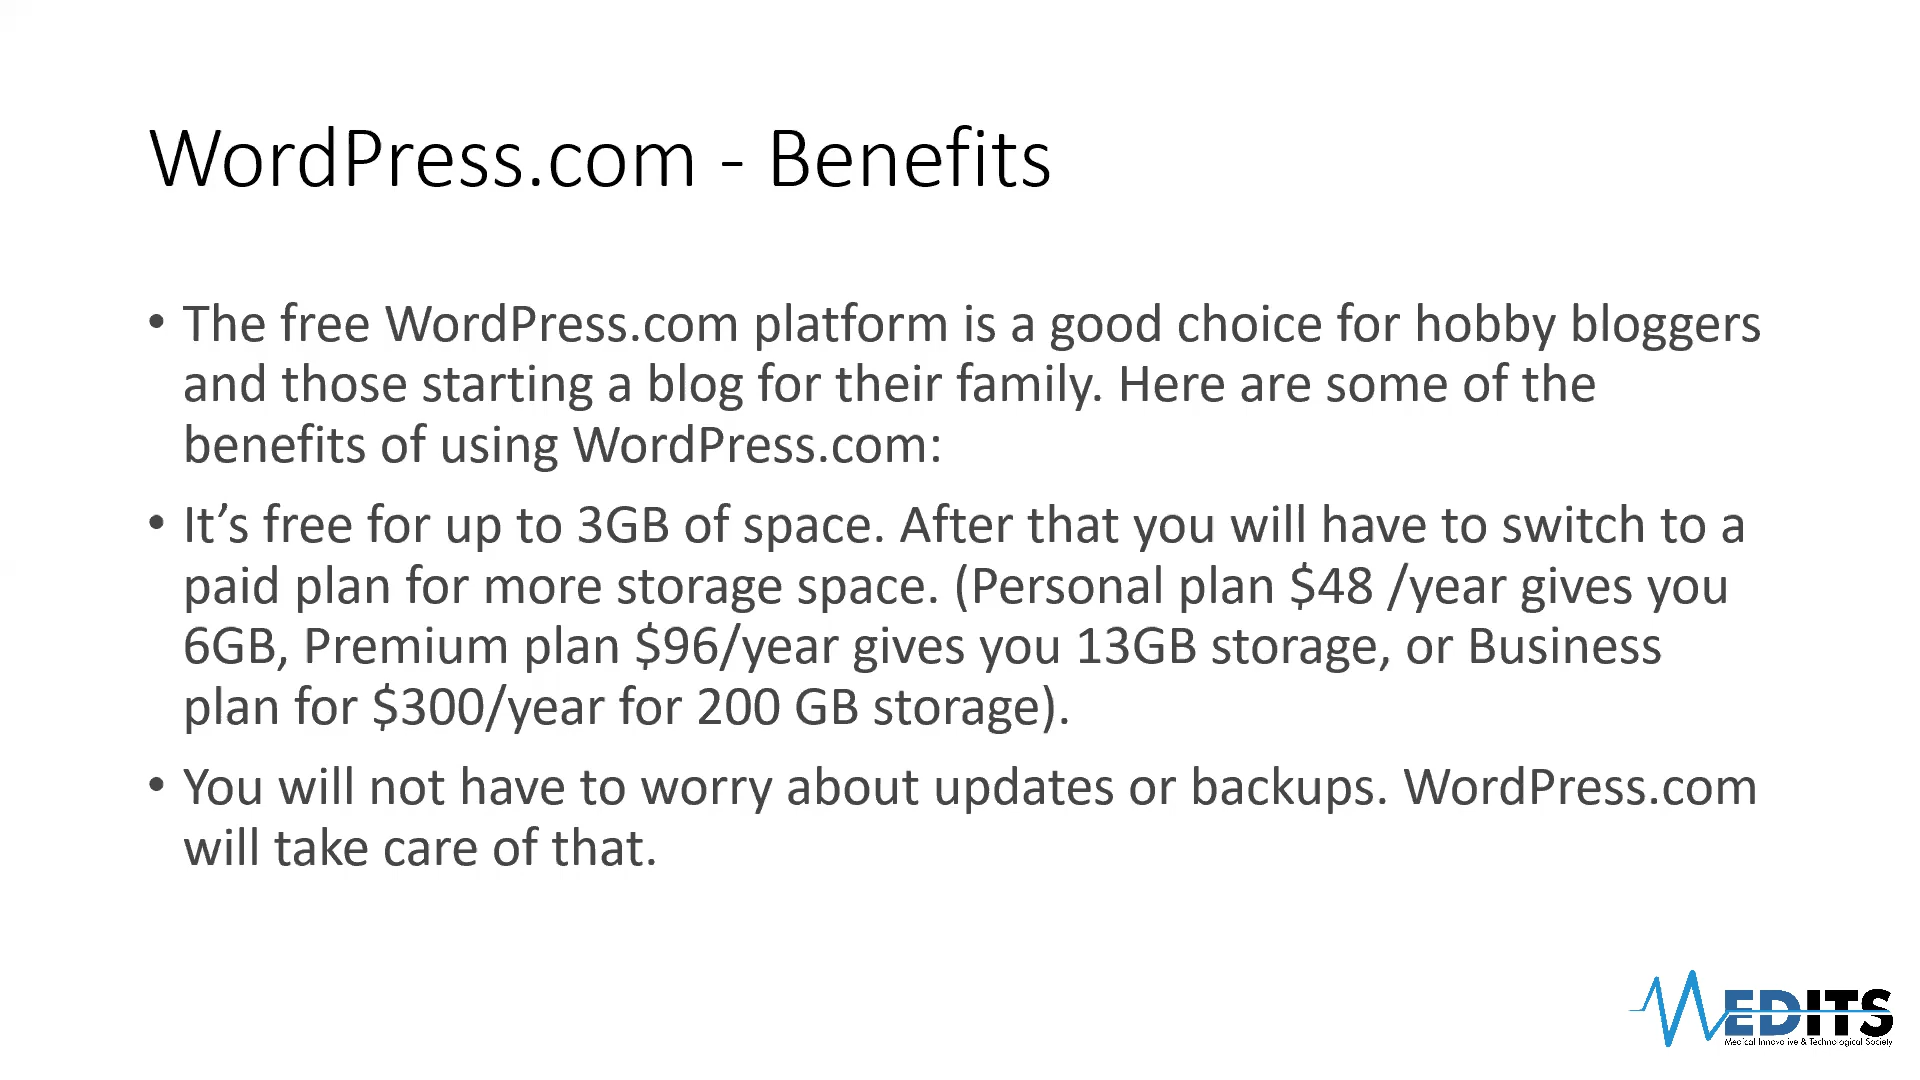 WordPress.com - Benefits
• The free WordPress.com platform is a good choice for hobby bloggers
and those starting a blog for their family. Here are some of the
benefits of using WordPress.com:
• It’s free for up to 3GB of space. After that you will have to switch to a
paid plan for more storage space. (Personal plan $48 /year gives you
6GB, Premium plan $96/year gives you 13GB storage, or Business
plan for $300/year for 200 GB storage).
• You will not have to worry about updates or backups. WordPress.com
will take care of that.
MEDITS
Medical Innovative & Technological Society